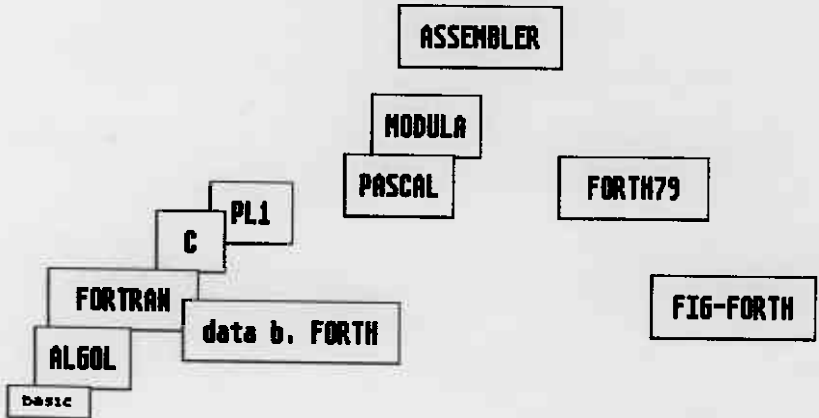 ASSEMBLER
MODULA
PASCAL
FORTH79
PL1
C
FORTRAN
FIG-FORTH
data b. FORTH
ALGOL
basic